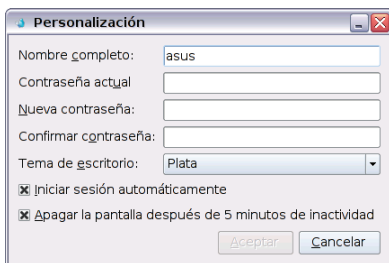 Personalización
Nombre completo: asus
Contraseña actual
Nueva contraseña:
Confirmar contraseña:
Tema de escritorio: Plata
Iniciar sesión automáticamente
Apagar la pantalla después de 5 minutos de inactividad
Aceptar Cancelar